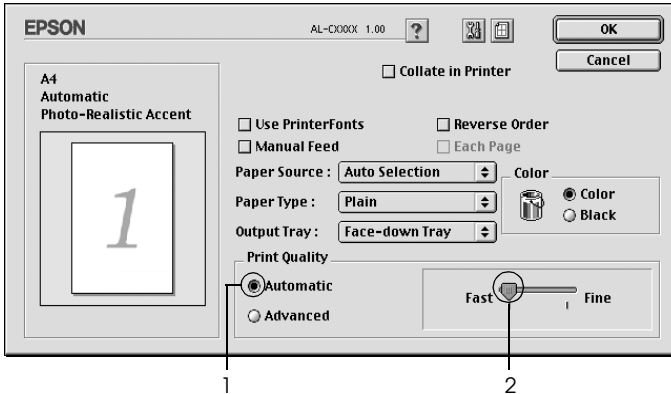 EPSON AL-CXXXX 1.00 ? OK
Cancel
Collate in Printer
A4
Automatic
Photo-Realistic Accent
1
Use PrinterFonts Reverse Order
Manual Feed Each Page
Paper Source : Auto Selection
Paper Type : Plain
Output Tray : Face-down Tray
Color
Color
Black
Print Quality
Automatic
Advanced
Fast Fine
1 2